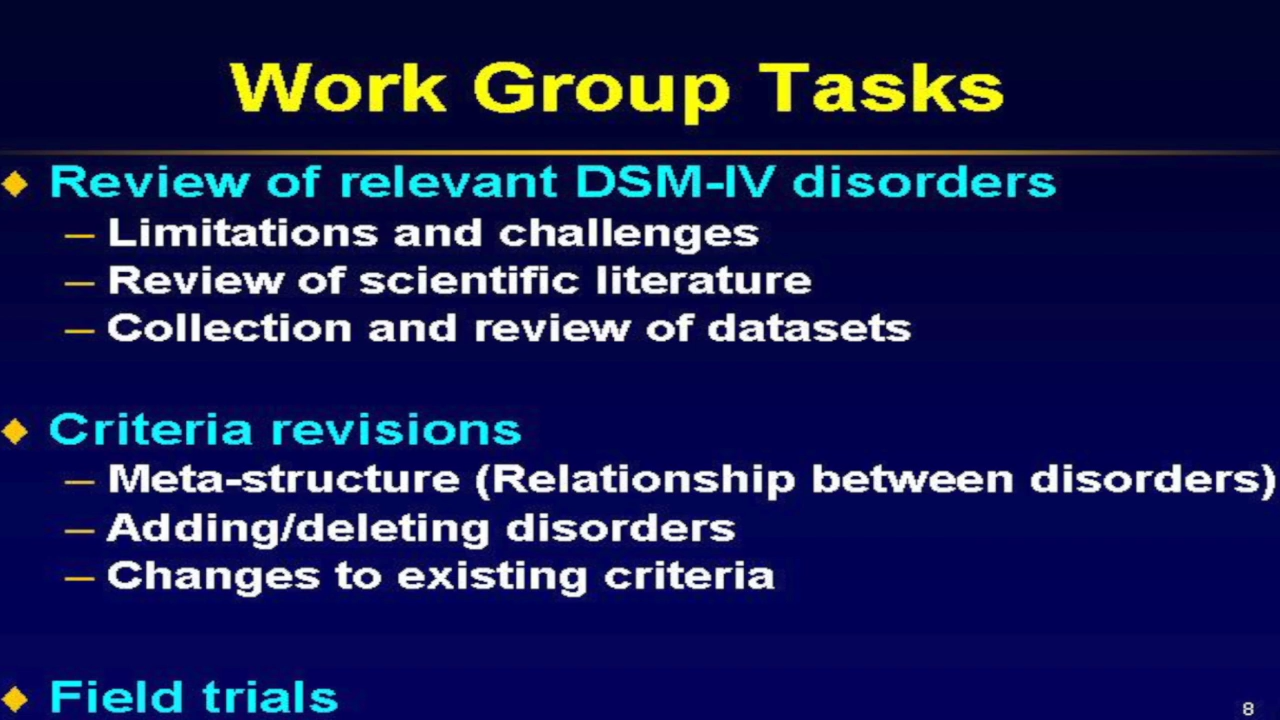 Work Group Tasks
◆ Review of relevant DSM-IV disorders
– Limitations and challenges
– Review of scientific literature
– Collection and review of datasets
◆ Criteria revisions
– Meta-structure (Relationship between disorders)
– Adding/deleting disorders
– Changes to existing criteria
◆ Field trials
8